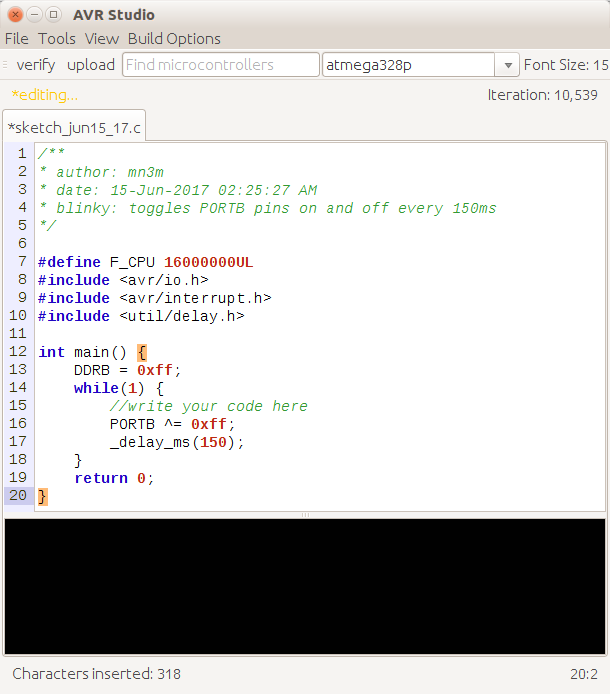 AVR Studio
File Tools View Build Options
verify upload Find microcontrollers atmega328p Font Size: 15
*editing... Iteration: 10,539
*sketch_jun15_17.c
1 /**
2 * author: mn3m
3 * date: 15-Jun-2017 02:25:27 AM
4 * blinky: toggles PORTB pins on and off every 150ms
5 */
6
7 #define F_CPU 16000000UL
8 #include <avr/io.h>
9 #include <avr/interrupt.h>
10 #include <util/delay.h>
11
12 int main() {
13     DDRB = 0xff;
14     while(1) {
15         //write your code here
16         PORTB ^= 0xff;
17         _delay_ms(150);
18     }
19     return 0;
20 }
Characters inserted: 318 20:2